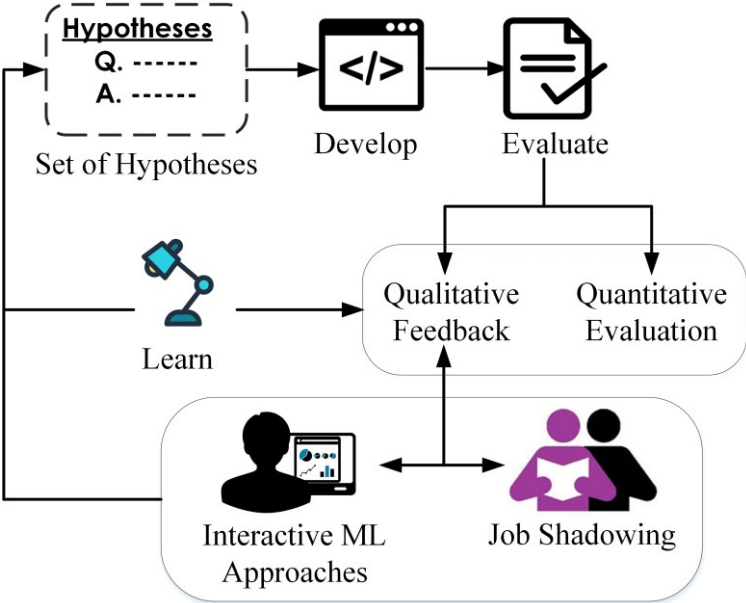 Hypotheses
Q. ------
A. ------
Set of Hypotheses
</>
Develop
Evaluate
Qualitative
Feedback
Quantitative
Evaluation
Learn
Interactive ML
Approaches
Job Shadowing